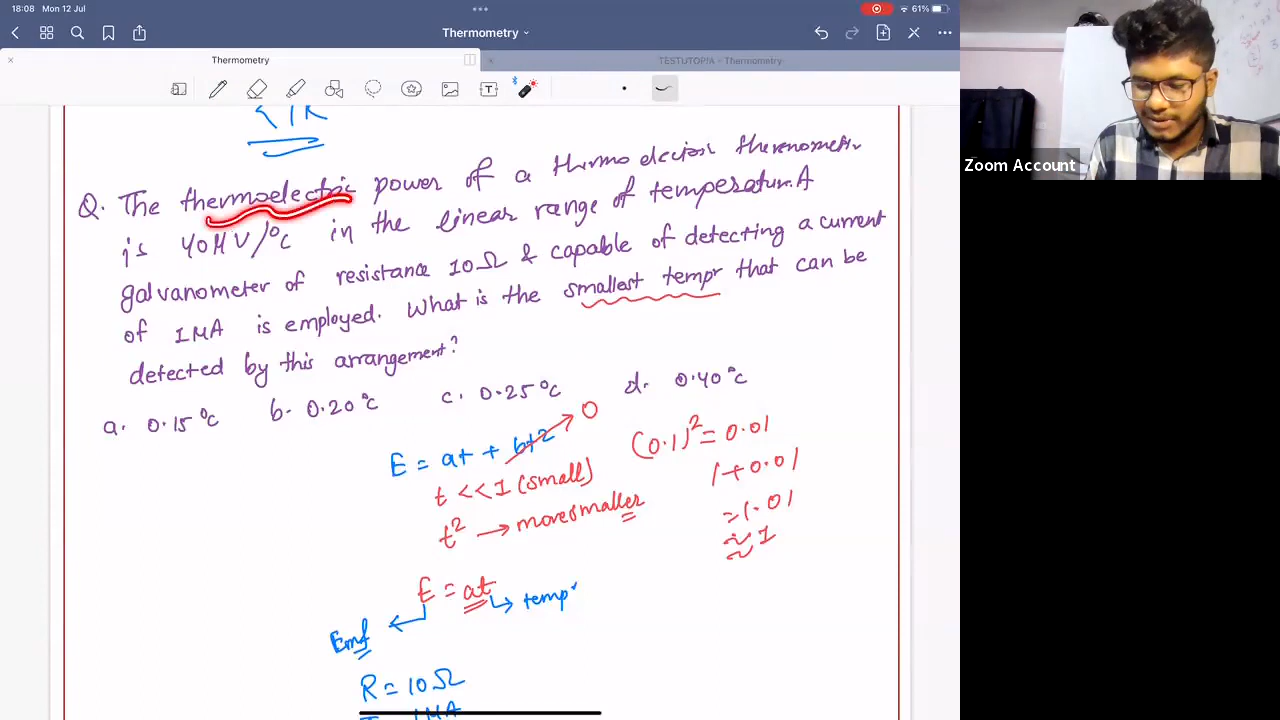 18:08 Mon 12 Jul
61%
Thermometry
Thermometry
TESTUTOPIA - Thermometry
Zoom Account
Q. The thermoelectric power of a thermo electric thermometer
is 40MV/°C in the linear range of temperature. A
galvanometer of resistance 10Ω & capable of detecting a current
of 1MA is employed. What is the smallest tempr that can be
detected by this arrangement?
a. 0.15 °C b. 0.20 °C c. 0.25 °C d. 0.40 °C
E = at + bt2 → 0
t << 1 (small)
t² → more smaller
(0.1)² = 0.01
1 + 0.01
= 1.01
≈ 1
E = at
→ temp
Emf
R = 10Ω